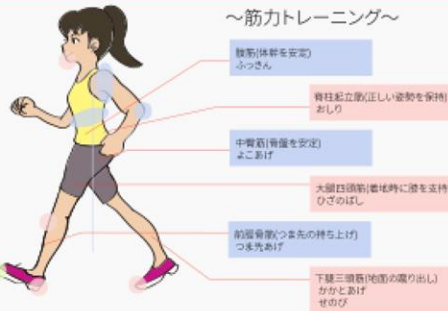 ～筋力トレーニング～
腹筋(体幹を安定)
ふっきん
脊柱起立筋(正しい姿勢を保持)
おしり
中臀筋(骨盤を安定)
よこあげ
大腿四頭筋(着地時に膝を支持
ひざのばし
前脛骨筋(つま先の持ち上げ)
つま先あげ
下腿三頭筋(地面の蹴り出し)
かかとあげ
せのび